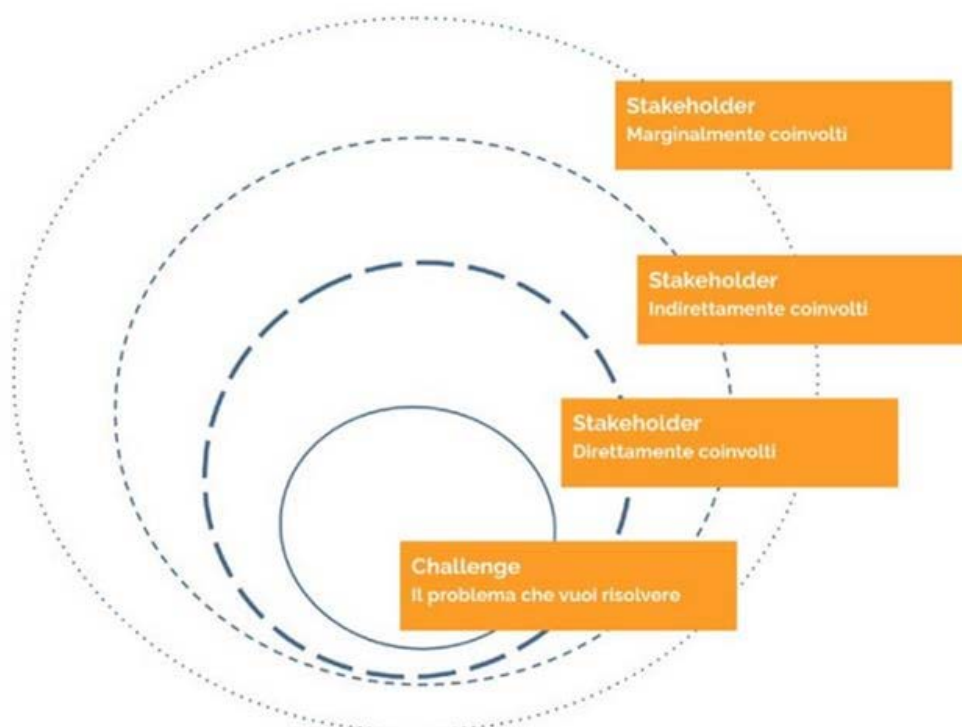 Stakeholder
Marginalmente coinvolti
Stakeholder
Indirettamente coinvolti
Stakeholder
Direttamente coinvolti
Challenge
Il problema che vuoi risolvere